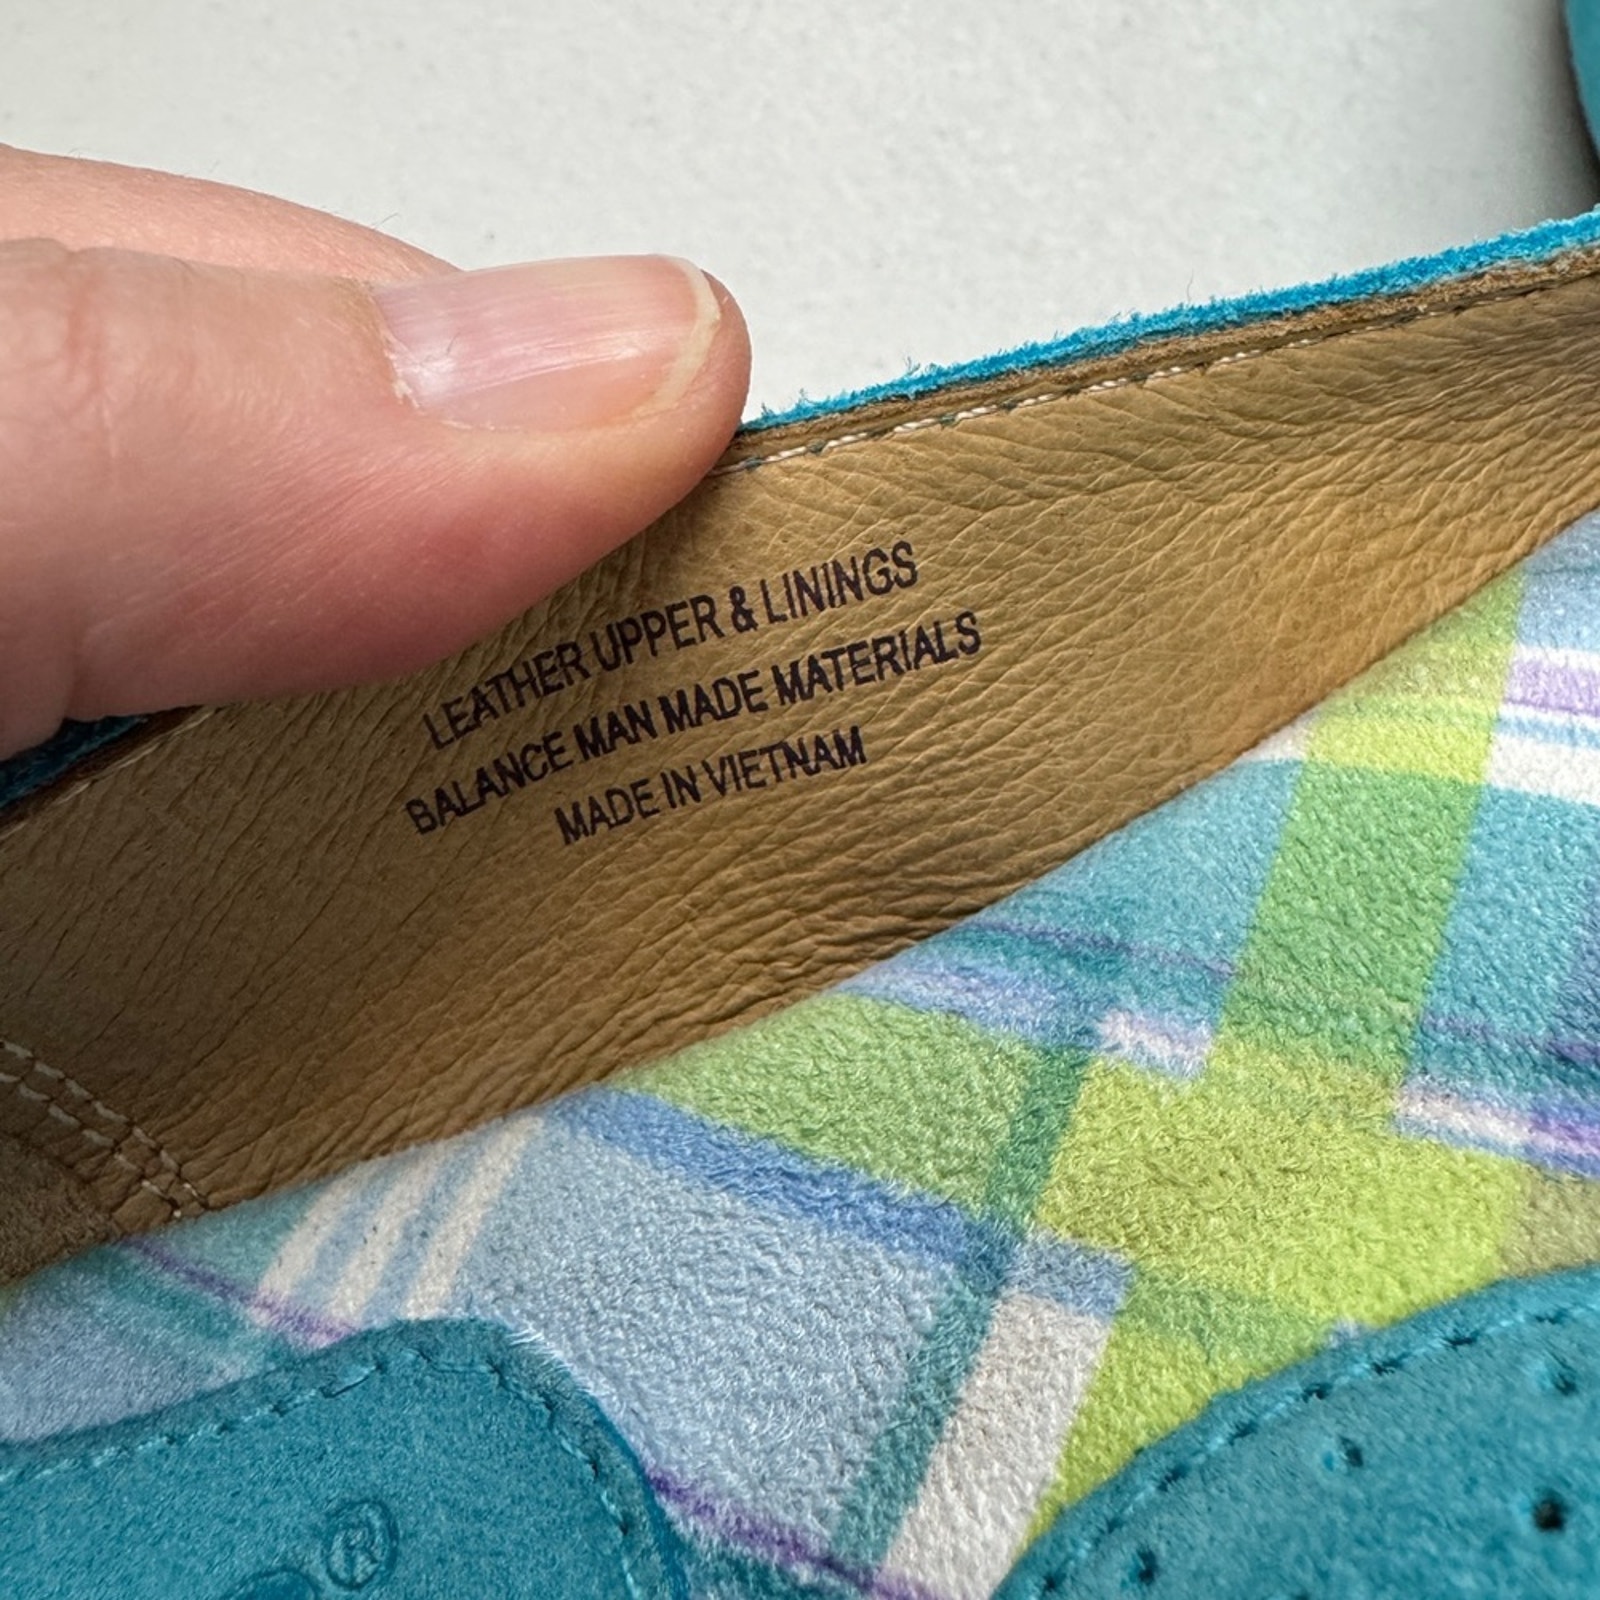 LEATHER UPPER & LININGS
BALANCE MAN MADE MATERIALS
MADE IN VIETNAM
®